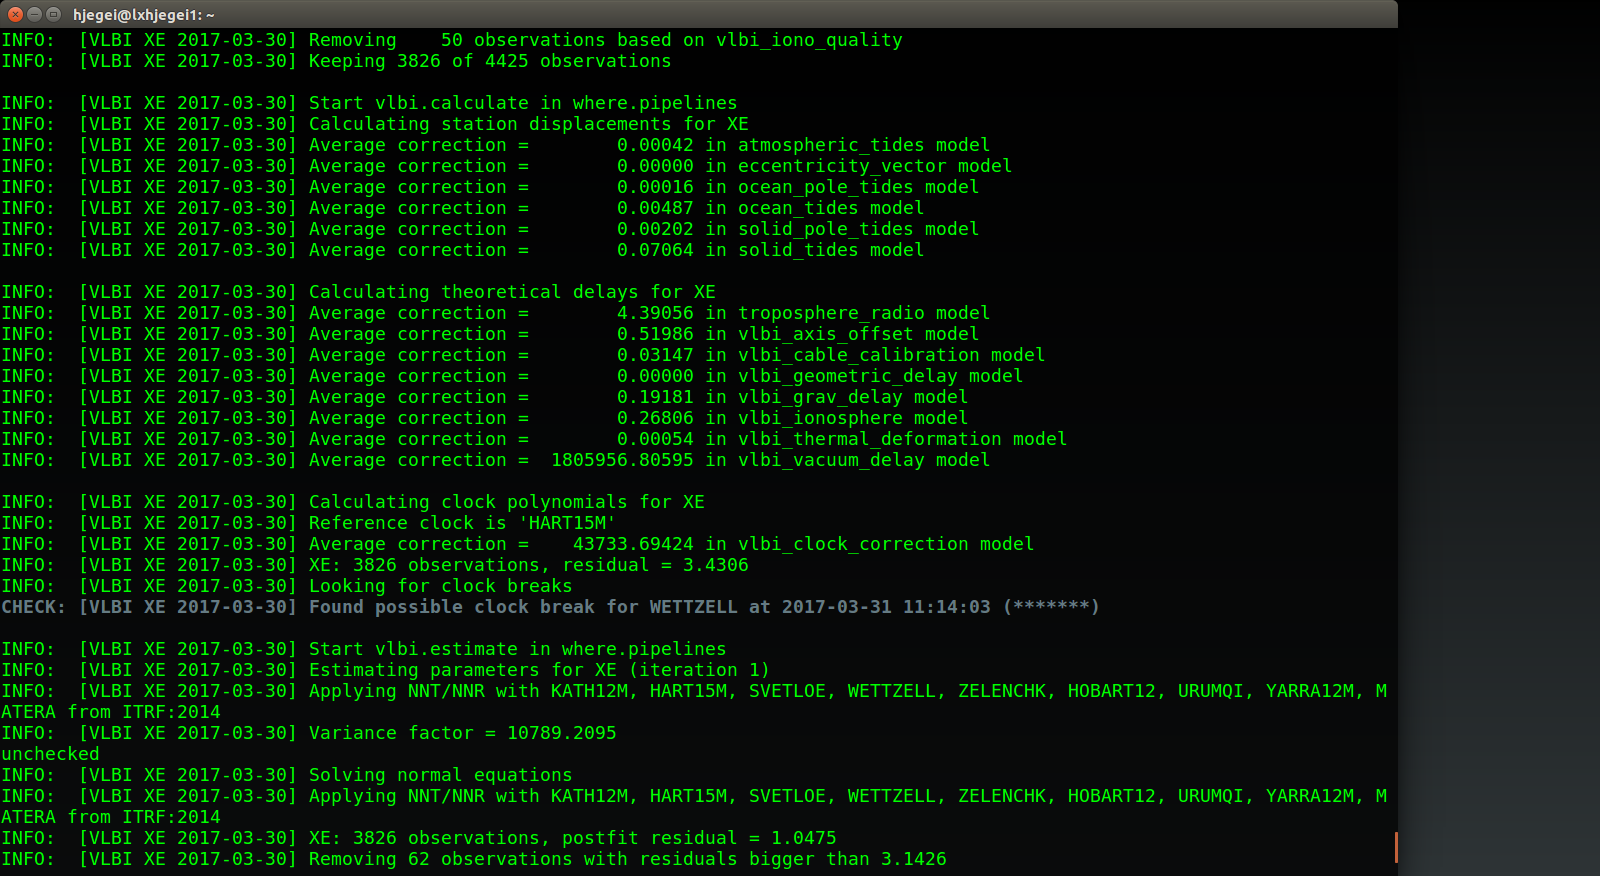 hjegei@lxhjegei1: ~
INFO:  [VLBI XE 2017-03-30] Removing    50 observations based on vlbi_iono_quality
INFO:  [VLBI XE 2017-03-30] Keeping 3826 of 4425 observations
INFO:  [VLBI XE 2017-03-30] Start vlbi.calculate in where.pipelines
INFO:  [VLBI XE 2017-03-30] Calculating station displacements for XE
INFO:  [VLBI XE 2017-03-30] Average correction =        0.00042 in atmospheric_tides model
INFO:  [VLBI XE 2017-03-30] Average correction =        0.00000 in eccentricity_vector model
INFO:  [VLBI XE 2017-03-30] Average correction =        0.00016 in ocean_pole_tides model
INFO:  [VLBI XE 2017-03-30] Average correction =        0.00487 in ocean_tides model
INFO:  [VLBI XE 2017-03-30] Average correction =        0.00202 in solid_pole_tides model
INFO:  [VLBI XE 2017-03-30] Average correction =        0.07064 in solid_tides model
INFO:  [VLBI XE 2017-03-30] Calculating theoretical delays for XE
INFO:  [VLBI XE 2017-03-30] Average correction =        4.39056 in troposphere_radio model
INFO:  [VLBI XE 2017-03-30] Average correction =        0.51986 in vlbi_axis_offset model
INFO:  [VLBI XE 2017-03-30] Average correction =        0.03147 in vlbi_cable_calibration model
INFO:  [VLBI XE 2017-03-30] Average correction =        0.00000 in vlbi_geometric_delay model
INFO:  [VLBI XE 2017-03-30] Average correction =        0.19181 in vlbi_grav_delay model
INFO:  [VLBI XE 2017-03-30] Average correction =        0.26806 in vlbi_ionosphere model
INFO:  [VLBI XE 2017-03-30] Average correction =        0.00054 in vlbi_thermal_deformation model
INFO:  [VLBI XE 2017-03-30] Average correction =  1805956.80595 in vlbi_vacuum_delay model
INFO:  [VLBI XE 2017-03-30] Calculating clock polynomials for XE
INFO:  [VLBI XE 2017-03-30] Reference clock is 'HART15M'
INFO:  [VLBI XE 2017-03-30] Average correction =    43733.69424 in vlbi_clock_correction model
INFO:  [VLBI XE 2017-03-30] XE: 3826 observations, residual = 3.4306
INFO:  [VLBI XE 2017-03-30] Looking for clock breaks
CHECK: [VLBI XE 2017-03-30] Found possible clock break for WETTZELL at 2017-03-31 11:14:03 (*******)
INFO:  [VLBI XE 2017-03-30] Start vlbi.estimate in where.pipelines
INFO:  [VLBI XE 2017-03-30] Estimating parameters for XE (iteration 1)
INFO:  [VLBI XE 2017-03-30] Applying NNT/NNR with KATH12M, HART15M, SVETLOE, WETTZELL, ZELENCHK, HOBART12, URUMQI, YARRA12M, M
ATERA from ITRF:2014
INFO:  [VLBI XE 2017-03-30] Variance factor = 10789.2095
unchecked
INFO:  [VLBI XE 2017-03-30] Solving normal equations
INFO:  [VLBI XE 2017-03-30] Applying NNT/NNR with KATH12M, HART15M, SVETLOE, WETTZELL, ZELENCHK, HOBART12, URUMQI, YARRA12M, M
ATERA from ITRF:2014
INFO:  [VLBI XE 2017-03-30] XE: 3826 observations, postfit residual = 1.0475
INFO:  [VLBI XE 2017-03-30] Removing 62 observations with residuals bigger than 3.1426